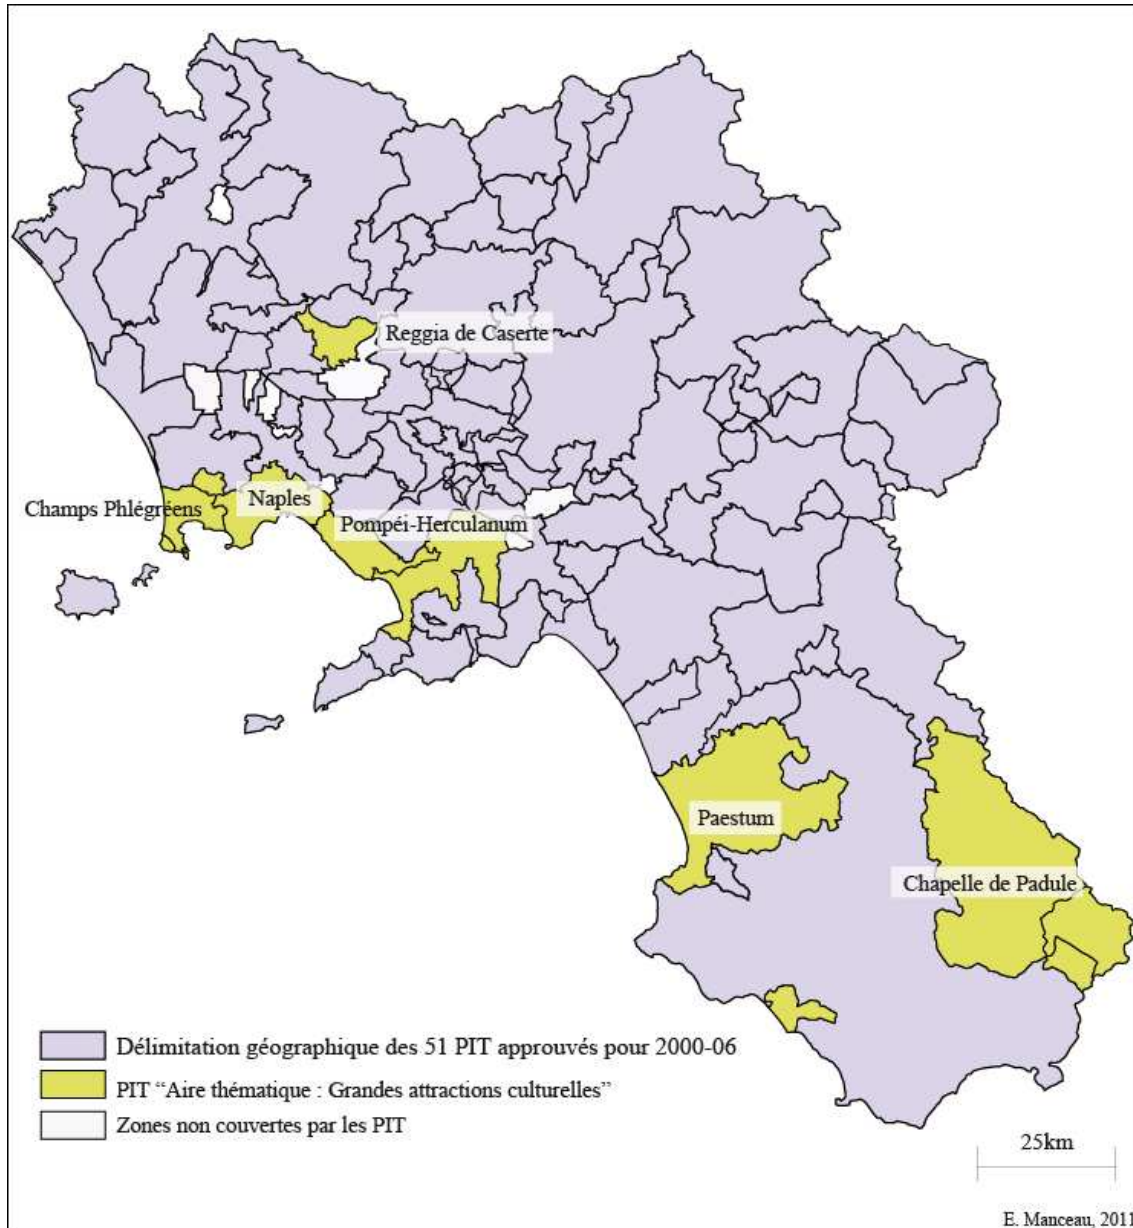 Reggia de Caserte
Champs Phlégréens
Naples
Pompéi-Herculanum
Paestum
Chapelle de Padule
Délimitation géographique des 51 PIT approuvés pour 2000-06
PIT “Aire thématique : Grandes attractions culturelles”
Zones non couvertes par les PIT
25km
E. Manceau, 2011